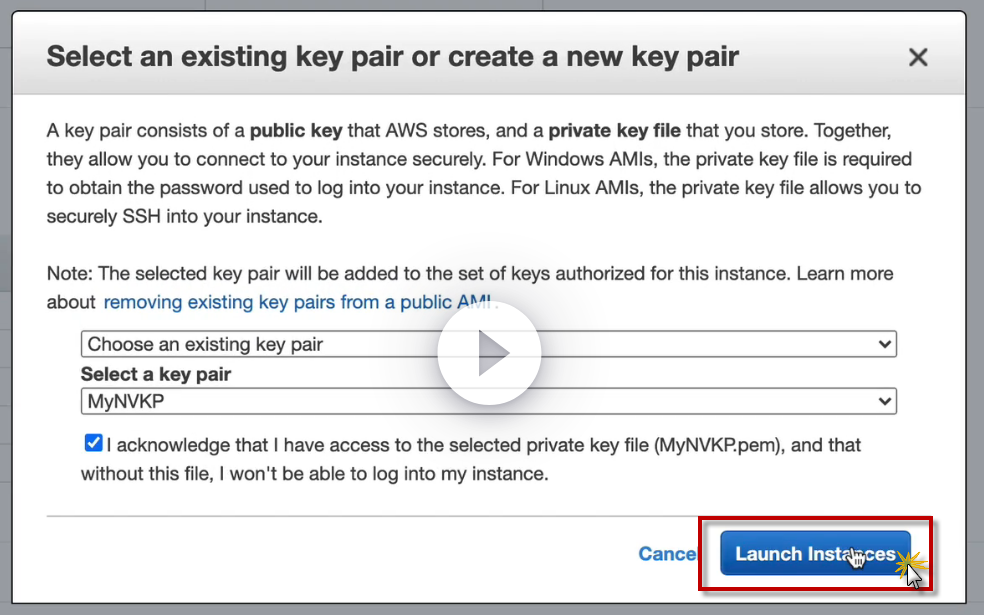 Select an existing key pair or create a new key pair
A key pair consists of a public key that AWS stores, and a private key file that you store. Together,
they allow you to connect to your instance securely. For Windows AMIs, the private key file is required
to obtain the password used to log into your instance. For Linux AMIs, the private key file allows you to
securely SSH into your instance.
Note: The selected key pair will be added to the set of keys authorized for this instance. Learn more
about removing existing key pairs from a public AMI.
Choose an existing key pair
Select a key pair
MyNVKP
I acknowledge that I have access to the selected private key file (MyNVKP.pem), and that
without this file, I won't be able to log into my instance.
Cancel Launch Instances